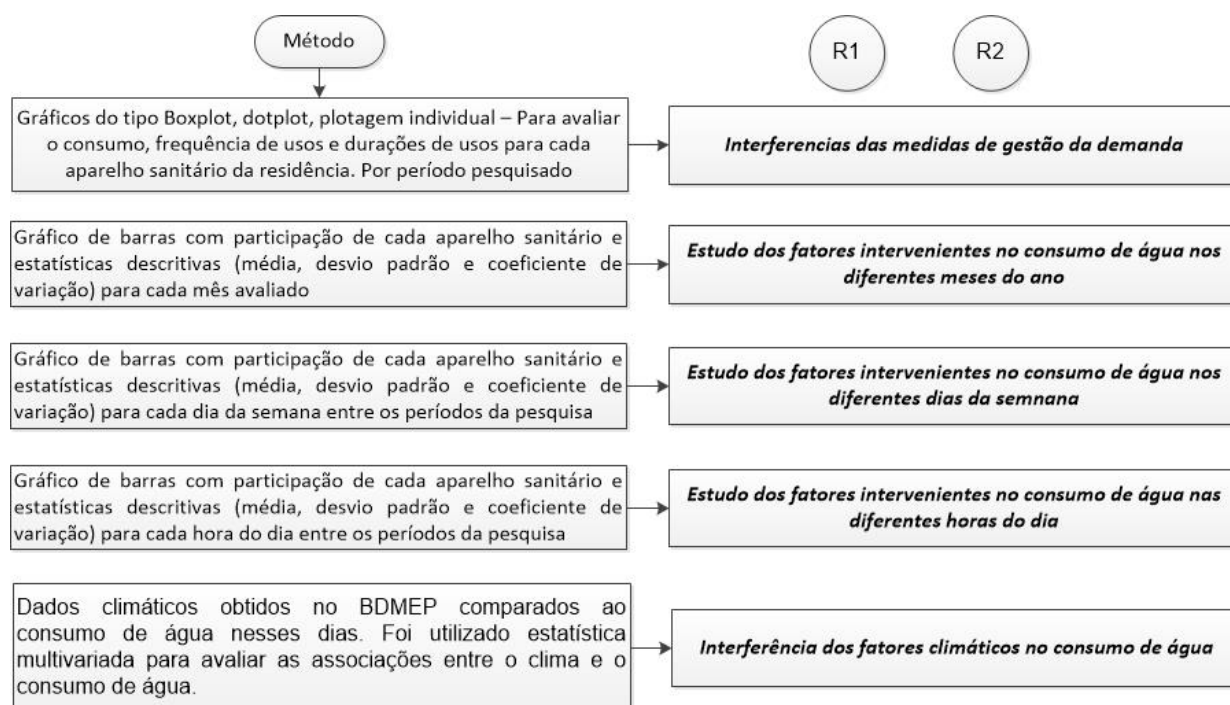 Método
R1
R2
Gráficos do tipo Boxplot, dotplot, plotagem individual – Para avaliar
o consumo, frequência de usos e durações de usos para cada
aparelho sanitário da residência. Por período pesquisado
Interferencias das medidas de gestão da demanda
Gráfico de barras com participação de cada aparelho sanitário e
estatísticas descritivas (média, desvio padrão e coeficiente de
variação) para cada mês avaliado
Estudo dos fatores intervenientes no consumo de água nos
diferentes meses do ano
Gráfico de barras com participação de cada aparelho sanitário e
estatísticas descritivas (média, desvio padrão e coeficiente de
variação) para cada dia da semana entre os períodos da pesquisa
Estudo dos fatores intervenientes no consumo de água nos
diferentes dias da semnana
Gráfico de barras com participação de cada aparelho sanitário e
estatísticas descritivas (média, desvio padrão e coeficiente de
variação) para cada hora do dia entre os períodos da pesquisa
Estudo dos fatores intervenientes no consumo de água nas
diferentes horas do dia
Dados climáticos obtidos no BDMEP comparados ao
consumo de água nesses dias. Foi utilizado estatística
multivariada para avaliar as associações entre o clima e o
consumo de água.
Interferência dos fatores climáticos no consumo de água